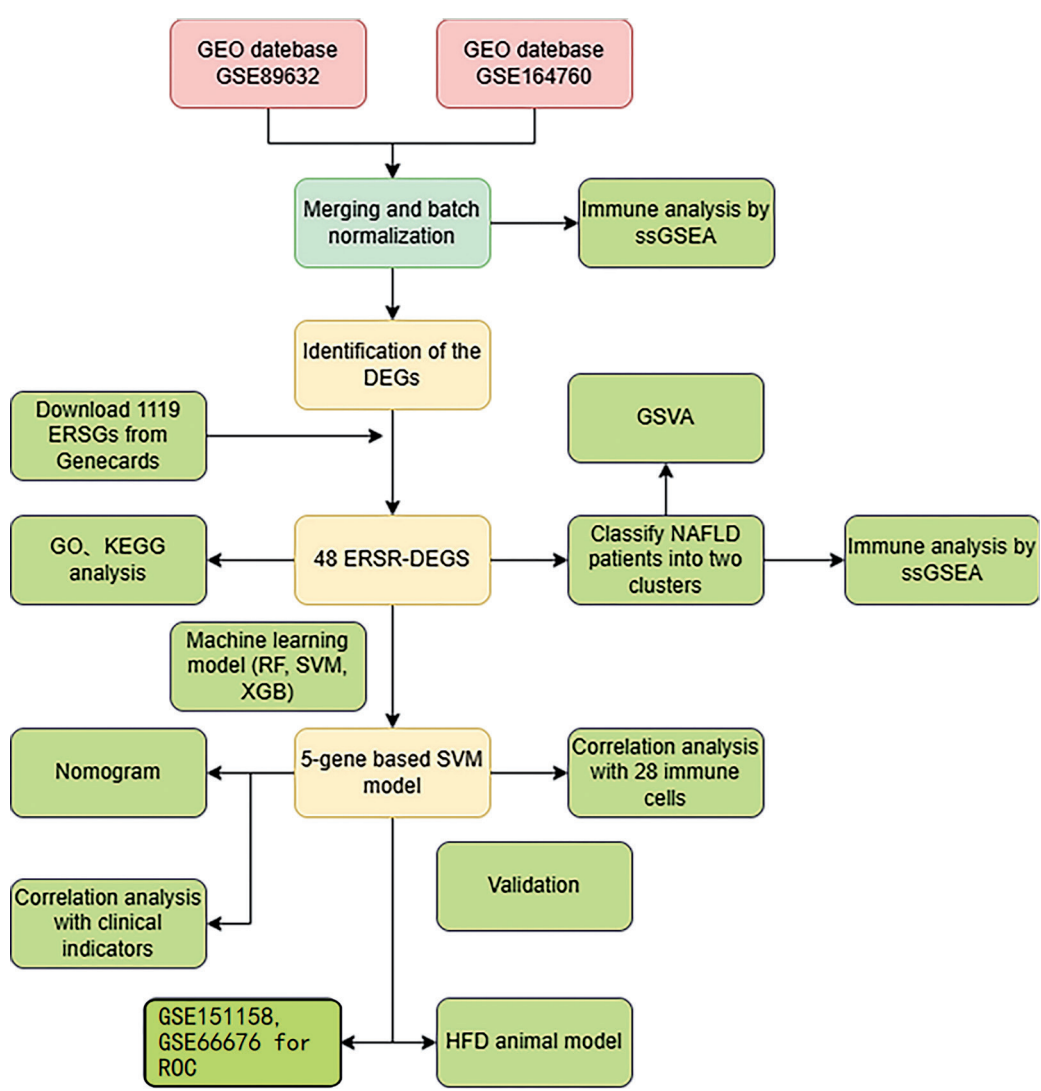 GEO datebase
GSE89632
GEO datebase
GSE164760
Merging and batch
normalization
Immune analysis by
ssGSEA
Identification of the
DEGs
Download 1119
ERSGs from
Genecards
GSVA
GO、KEGG
analysis
48 ERSR-DEGS
Classify NAFLD
patients into two
clusters
Immune analysis by
ssGSEA
Machine learning
model (RF, SVM,
XGB)
Nomogram
5-gene based SVM
model
Correlation analysis
with 28 immune
cells
Validation
Correlation analysis
with clinical
indicators
GSE151158,
GSE66676 for
ROC
HFD animal model